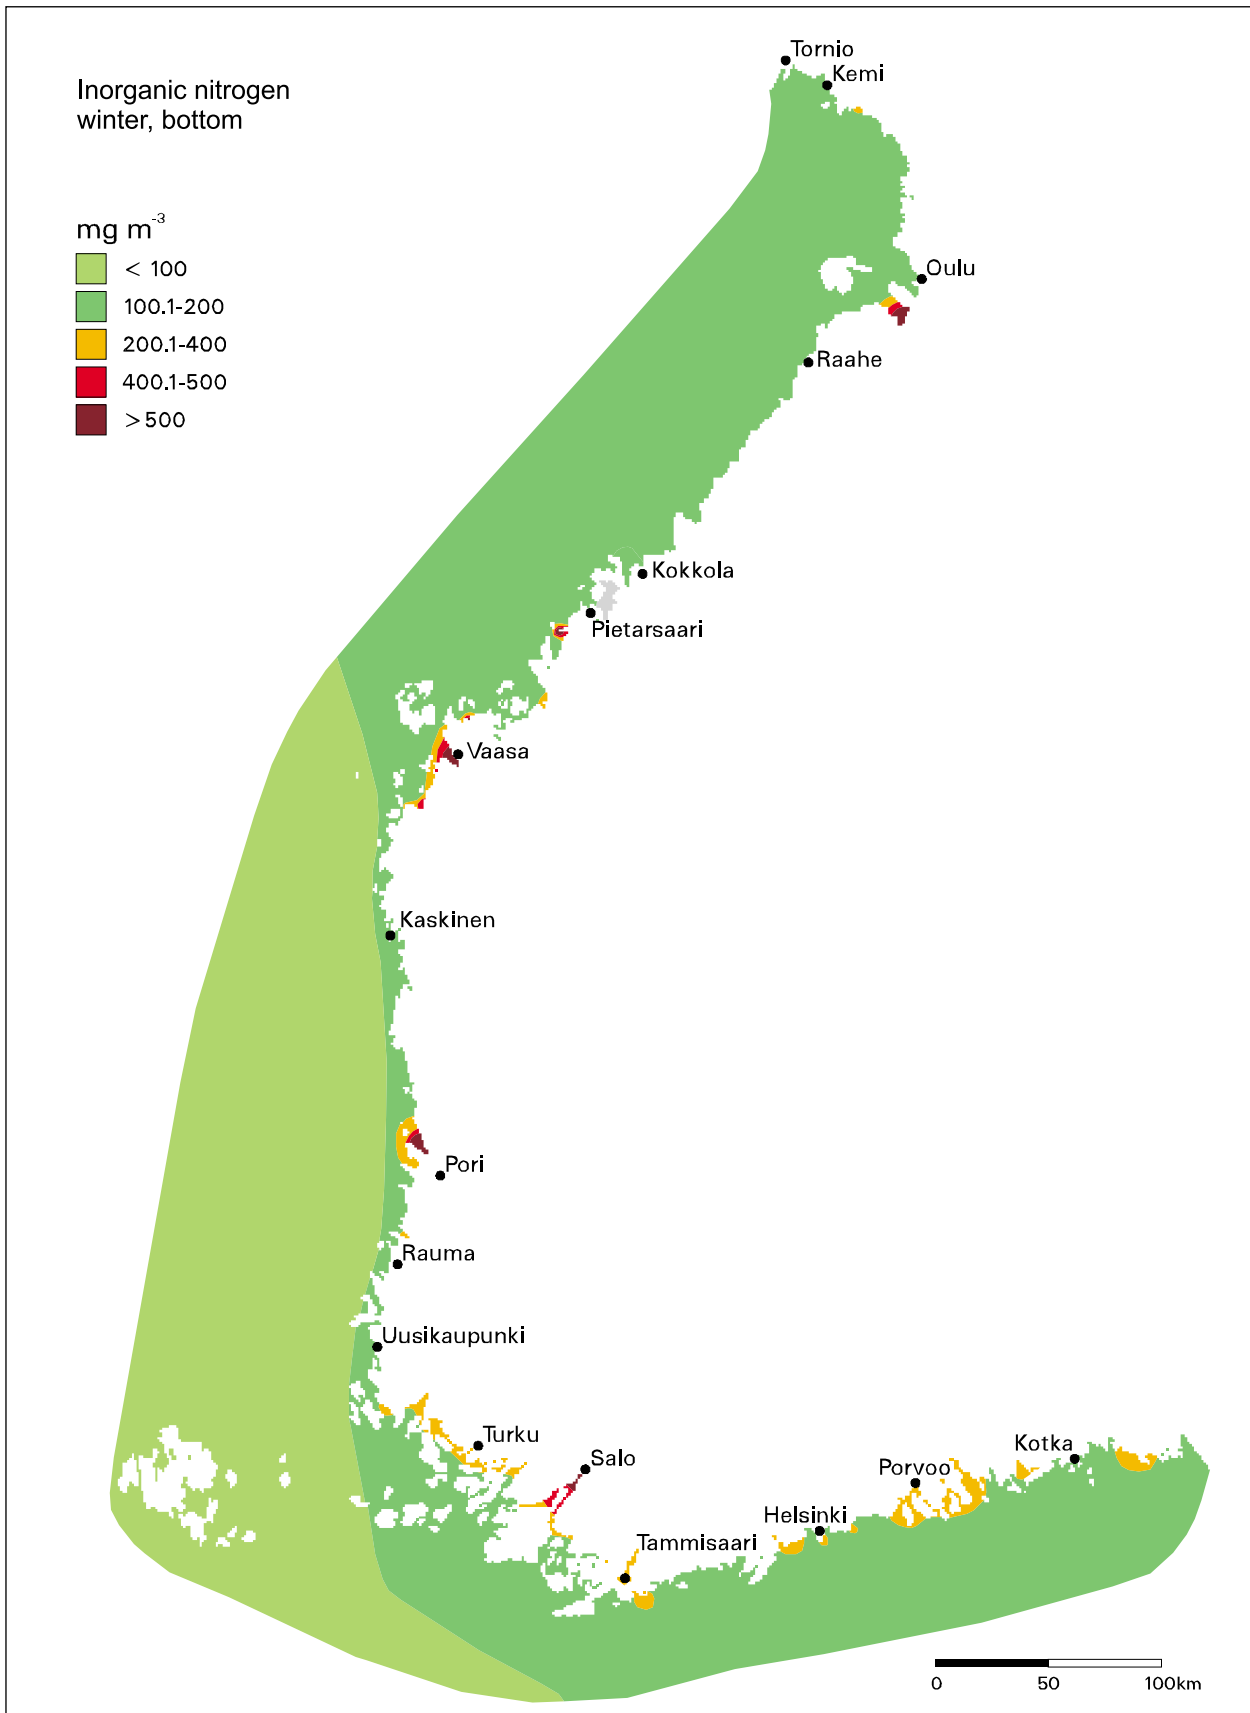 Inorganic nitrogen
winter, bottom
mg m⁻³
< 100
100.1-200
200.1-400
400.1-500
> 500
Tornio
Kemi
Oulu
Raahe
Kokkola
Pietarsaari
Vaasa
Kaskinen
Pori
Rauma
Uusikaupunki
Turku
Salo
Kotka
Porvoo
Helsinki
Tammisaari
0 50 100km